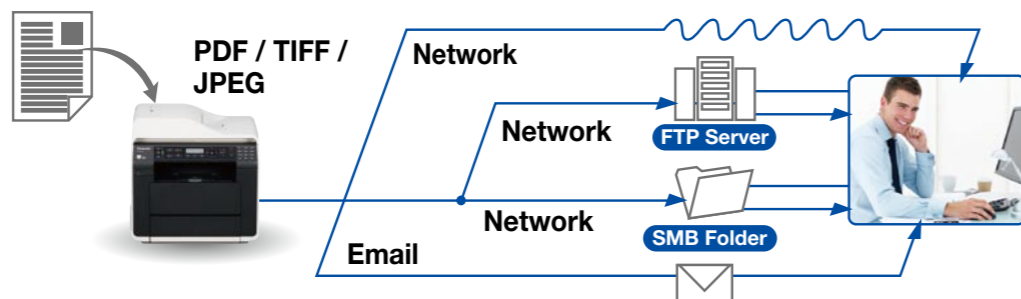 PDF / TIFF /
JPEG
Network
Network
FTP Server
Network
SMB Folder
Email